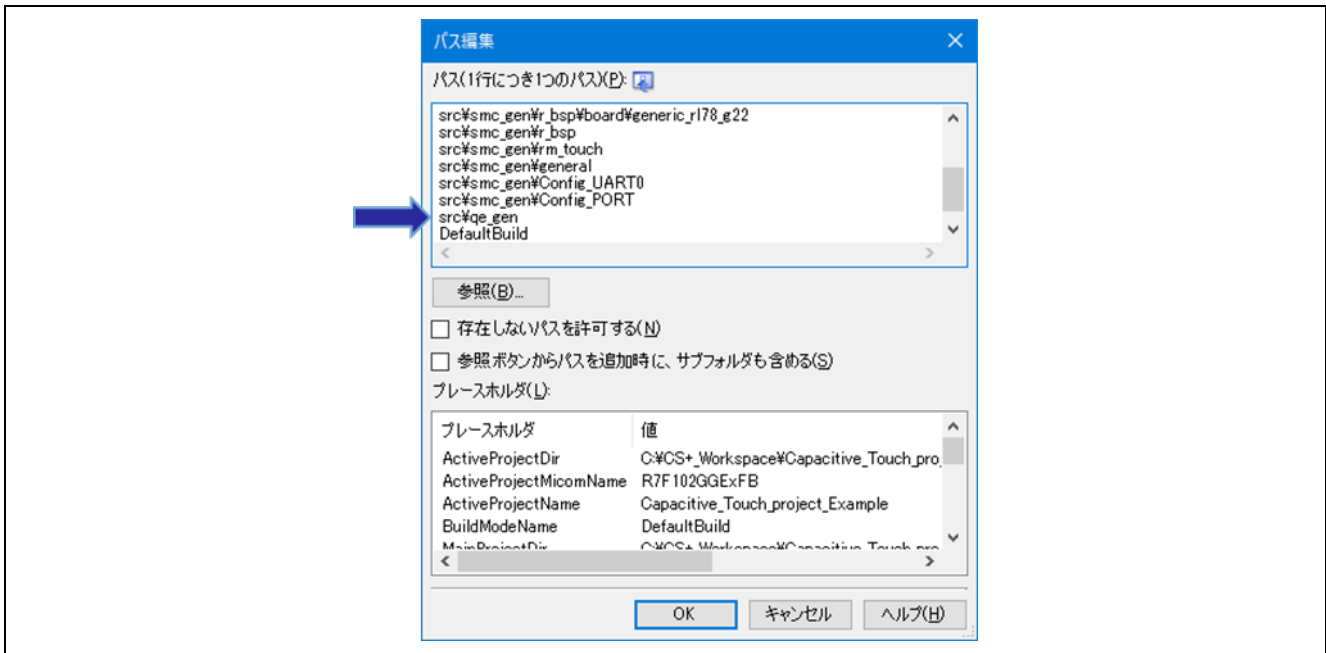 パス編集
パス(1行につき1つのパス)(P):
src¥smc_gen¥r_bsp¥board¥generic_rl78_g22
src¥smc_gen¥r_bsp
src¥smc_gen¥rm_touch
src¥smc_gen¥general
src¥smc_gen¥Config_UART0
src¥smc_gen¥Config_PORT
src¥qe_gen
DefaultBuild
参照(B)...
存在しないパスを許可する(N)
参照ボタンからパスを追加時に、サブフォルダも含める(S)
プレースホルダ(L):
プレースホルダ 値
ActiveProjectDir C:¥CS+_Workspace¥Capacitive_Touch_pro
ActiveProjectMicomName R7F102GGExFB
ActiveProjectName Capacitive_Touch_project_Example
BuildModeName DefaultBuild
MainProjectDir C:¥CS+_Workspace¥Capacitive_Touch_pro
OK キャンセル ヘルプ(H)